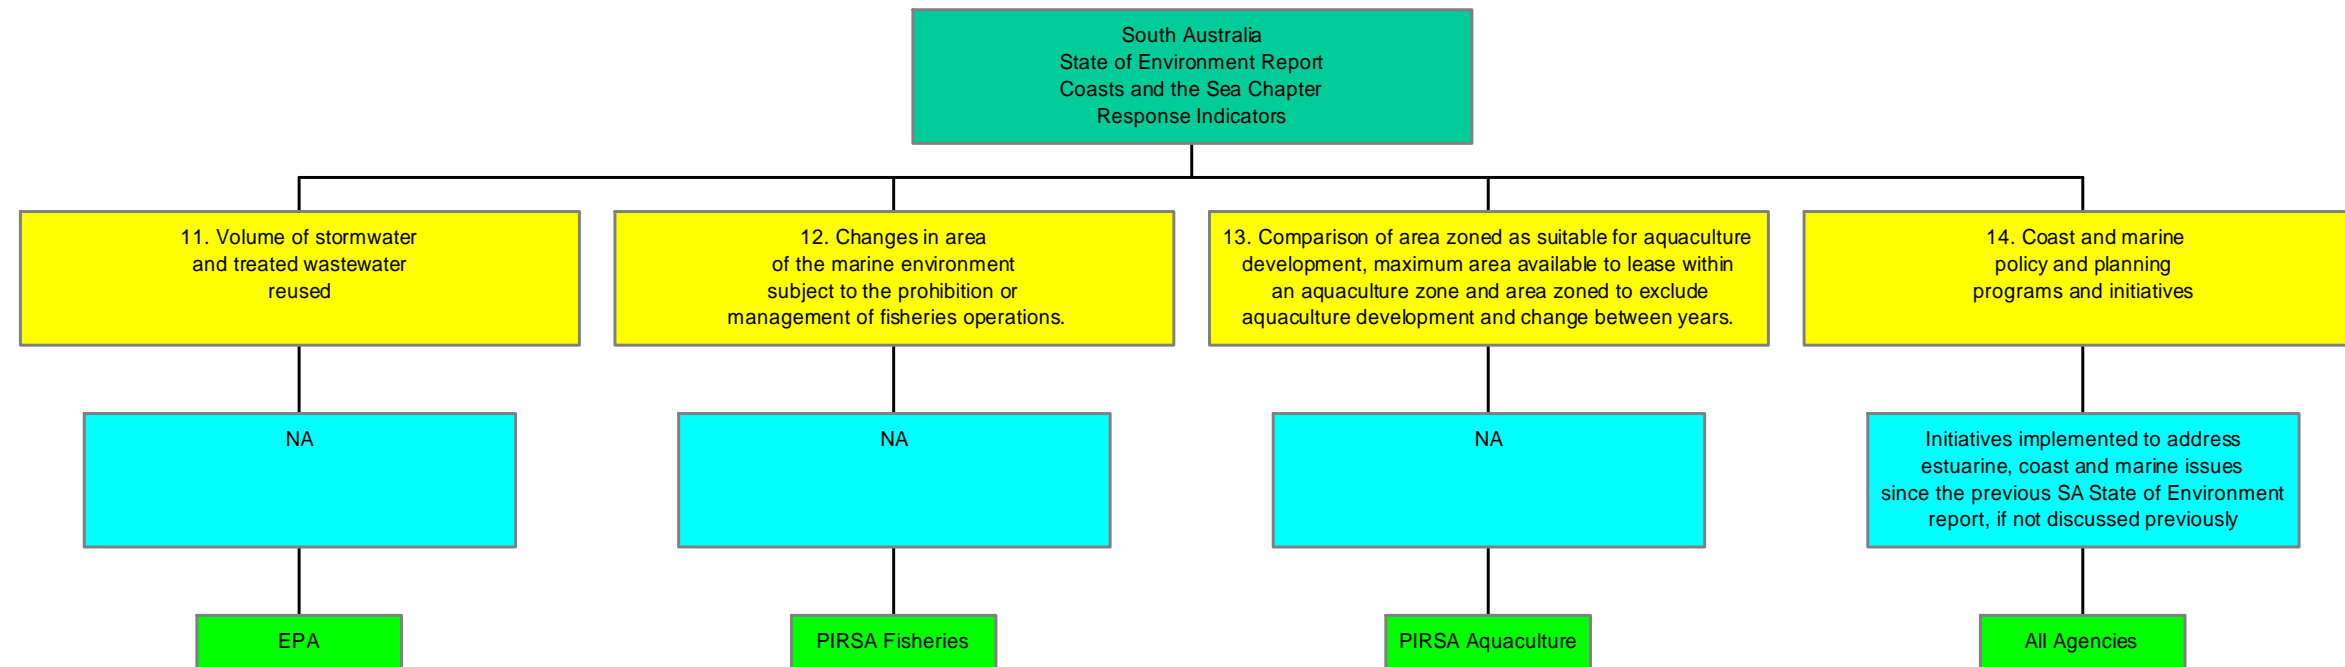 South Australia
State of Environment Report
Coasts and the Sea Chapter
Response Indicators
11. Volume of stormwater
and treated wastewater
reused
12. Changes in area
of the marine environment
subject to the prohibition or
management of fisheries operations.
13. Comparison of area zoned as suitable for aquaculture
development, maximum area available to lease within
an aquaculture zone and area zoned to exclude
aquaculture development and change between years.
14. Coast and marine
policy and planning
programs and initiatives
NA
NA
NA
Initiatives implemented to address
estuarine, coast and marine issues
since the previous SA State of Environment
report, if not discussed previously
EPA
PIRSA Fisheries
PIRSA Aquaculture
All Agencies